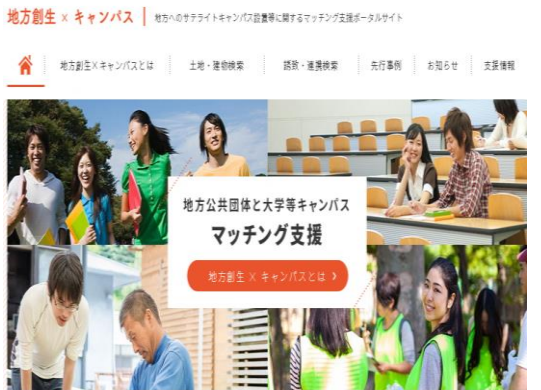 地方創生 × キャンパス
地方へのサテライトキャンパス設置等に関するマッチング支援ポータルサイト
地方創生×キャンパスとは
土地・建物検索
誘致・連携検索
先行事例
お知らせ
支援情報
地方公共団体と大学等キャンパス
マッチング支援
地方創生 × キャンパスとは